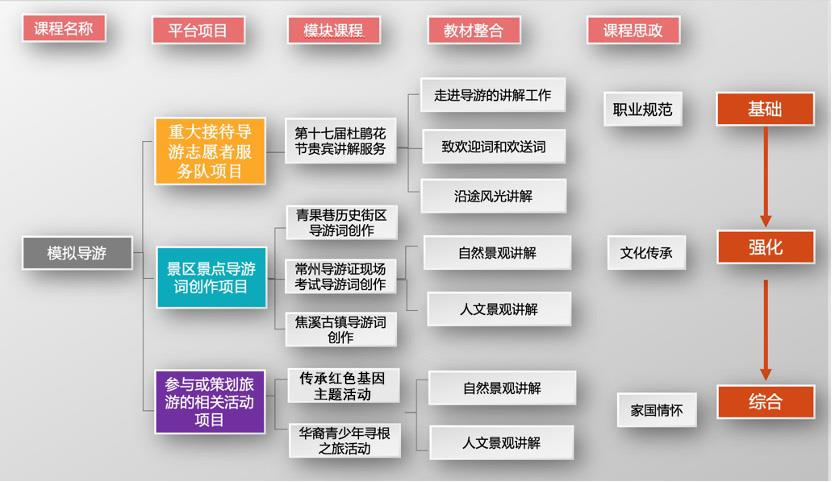 课程名称
平台项目
模块课程
教材整合
课程思政
重大接待导
游志愿者服
务队项目
第十七届杜鹃花
节贵宾讲解服务
走进导游的讲解工作
致欢迎词和欢送词
沿途风光讲解
职业规范
基础
模拟导游
景区景点导游
词创作项目
青果巷历史街区
导游词创作
常州导游证现场
考试导游词创作
焦溪古镇导游词
创作
自然景观讲解
人文景观讲解
文化传承
强化
参与或策划旅
游的相关活动
项目
传承红色基因
主题活动
华裔青少年寻根
之旅活动
自然景观讲解
人文景观讲解
家国情怀
综合